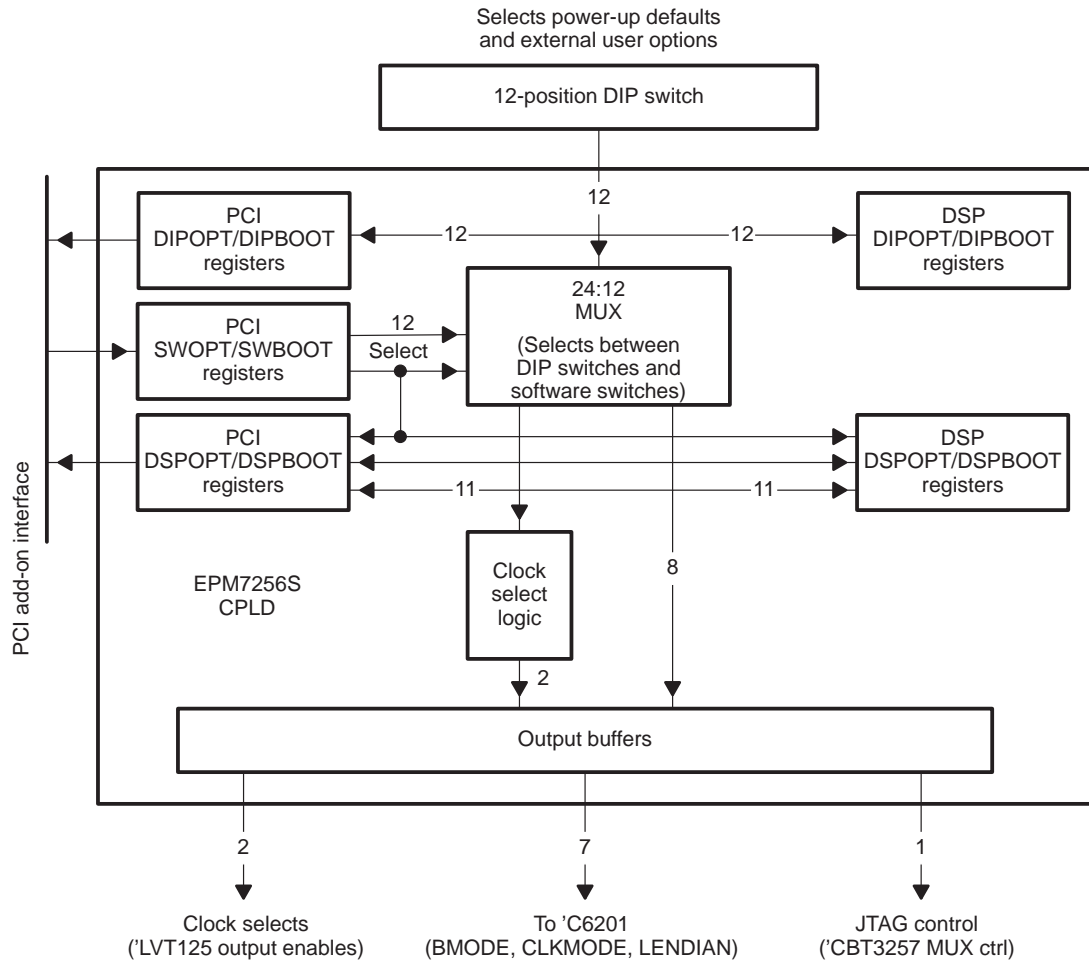 Selects power-up defaults
and external user options
12-position DIP switch
12
PCI
DIPOPT/DIPBOOT
registers
12
12
DSP
DIPOPT/DIPBOOT
registers
24:12
MUX
(Selects between
DIP switches and
software switches)
PCI
SWOPT/SWBOOT
registers
12
Select
PCI
DSPOPT/DSPBOOT
registers
11
11
DSP
DSPOPT/DSPBOOT
registers
PCI add-on interface
EPM7256S
CPLD
Clock
select
logic
8
2
Output buffers
2
7
1
Clock selects
('LVT125 output enables)
To 'C6201
(BMODE, CLKMODE, LENDIAN)
JTAG control
('CBT3257 MUX ctrl)